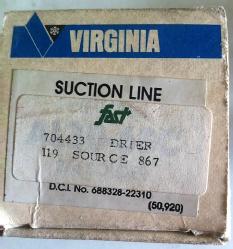 VIRGINIA
SUCTION LINE
fast
704433 DRIER
119 SOURCE 867
D.C.I. No. 688328-22310
(50,920)